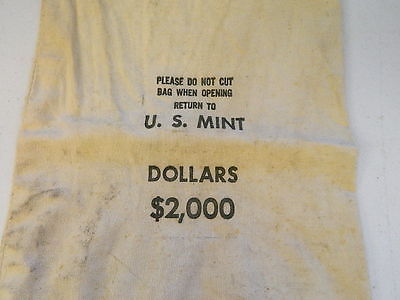 PLEASE DO NOT CUT
BAG WHEN OPENING
RETURN TO
U. S. MINT
DOLLARS
$2,000